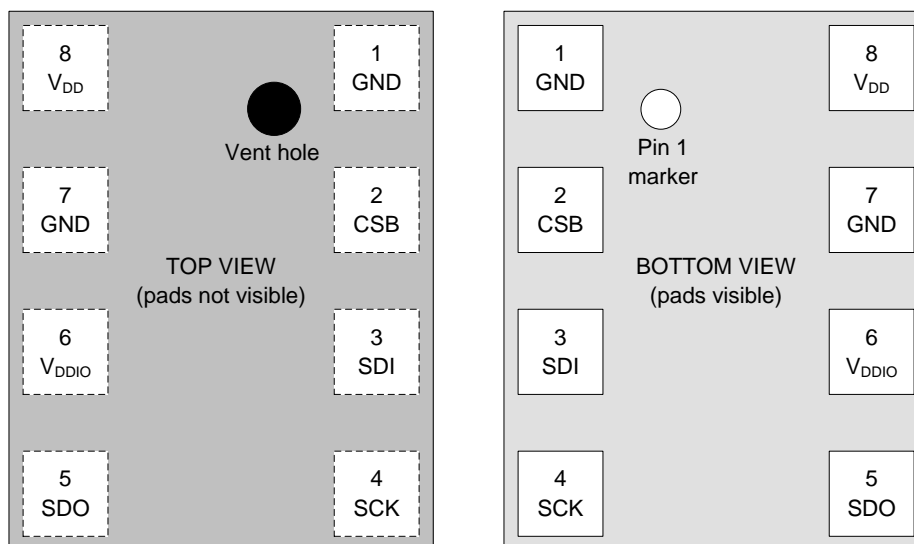 8
VDD
1
GND
Vent hole
7
GND
2
CSB
TOP VIEW
(pads not visible)
6
VDDIO
3
SDI
5
SDO
4
SCK
1
GND
8
VDD
Pin 1
marker
2
CSB
7
GND
BOTTOM VIEW
(pads visible)
3
SDI
6
VDDIO
4
SCK
5
SDO